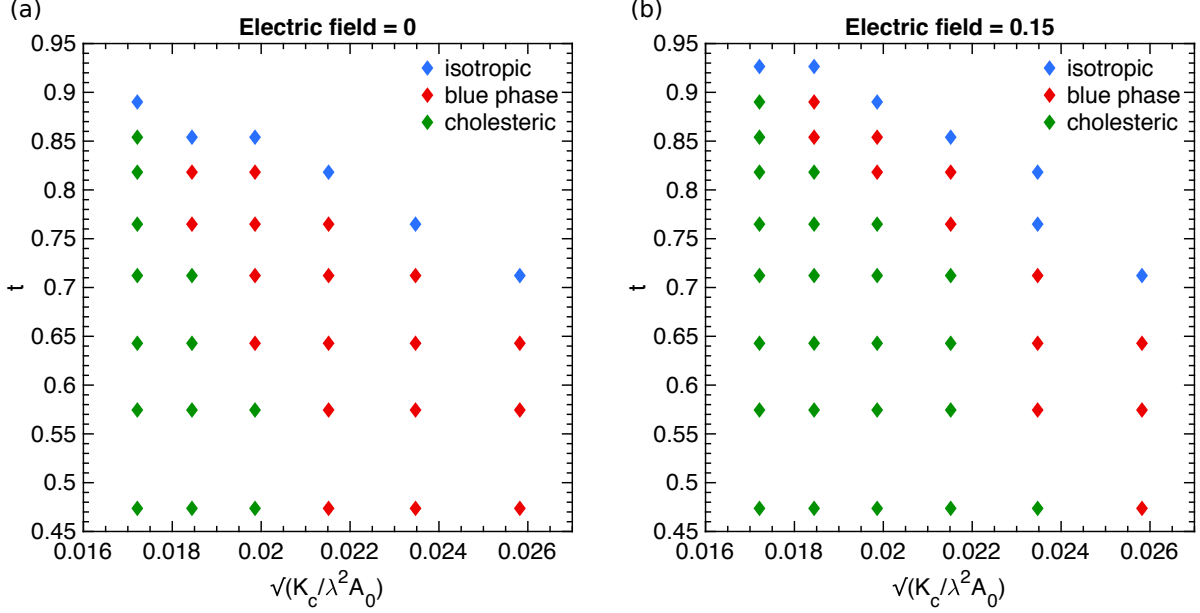 (a)
Electric field = 0
isotropic
blue phase
cholesteric
0.95
0.9
0.85
0.8
0.75
0.7
0.65
0.6
0.55
0.5
0.45
t
0.016
0.018
0.02
0.022
0.024
0.026
√(K_c/λ²A_0)
(b)
Electric field = 0.15
isotropic
blue phase
cholesteric
0.95
0.9
0.85
0.8
0.75
0.7
0.65
0.6
0.55
0.5
0.45
t
0.016
0.018
0.02
0.022
0.024
0.026
√(K_c/λ²A_0)